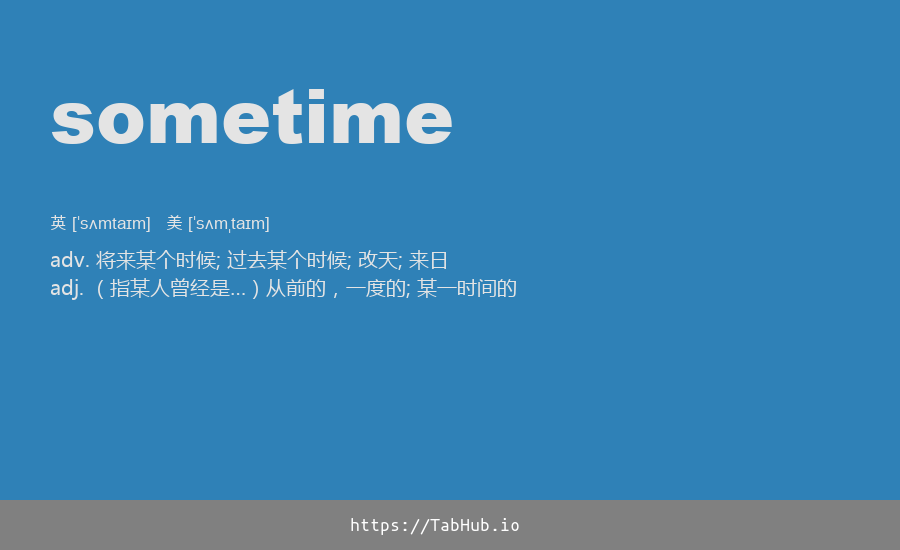 sometime
英 [ˈsʌmtaɪm] 美 [ˈsʌmˌtaɪm]
adv. 将来某个时候; 过去某个时候; 改天; 来日
adj. （指某人曾经是…）从前的，一度的; 某一时间的
https://TabHub.io